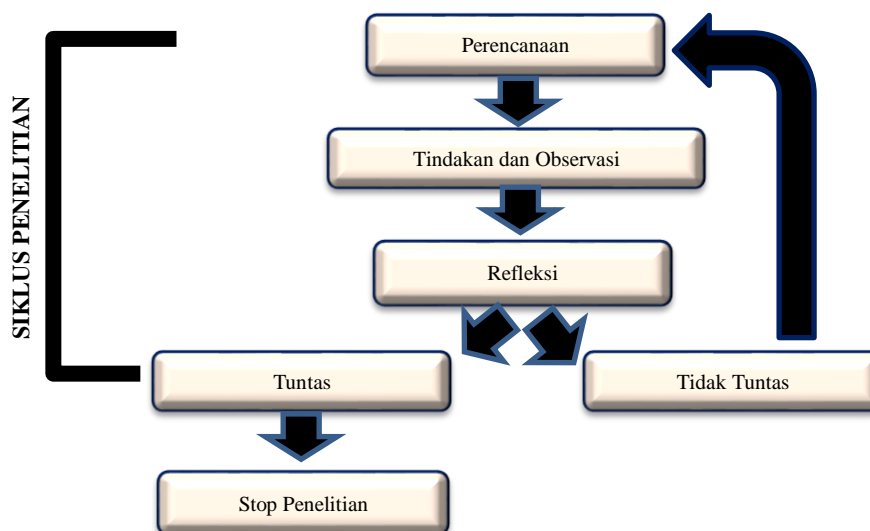 Perencanaan
Tindakan dan Observasi
Refleksi
Tuntas
Tidak Tuntas
Stop Penelitian
SIKLUS PENELITIAN